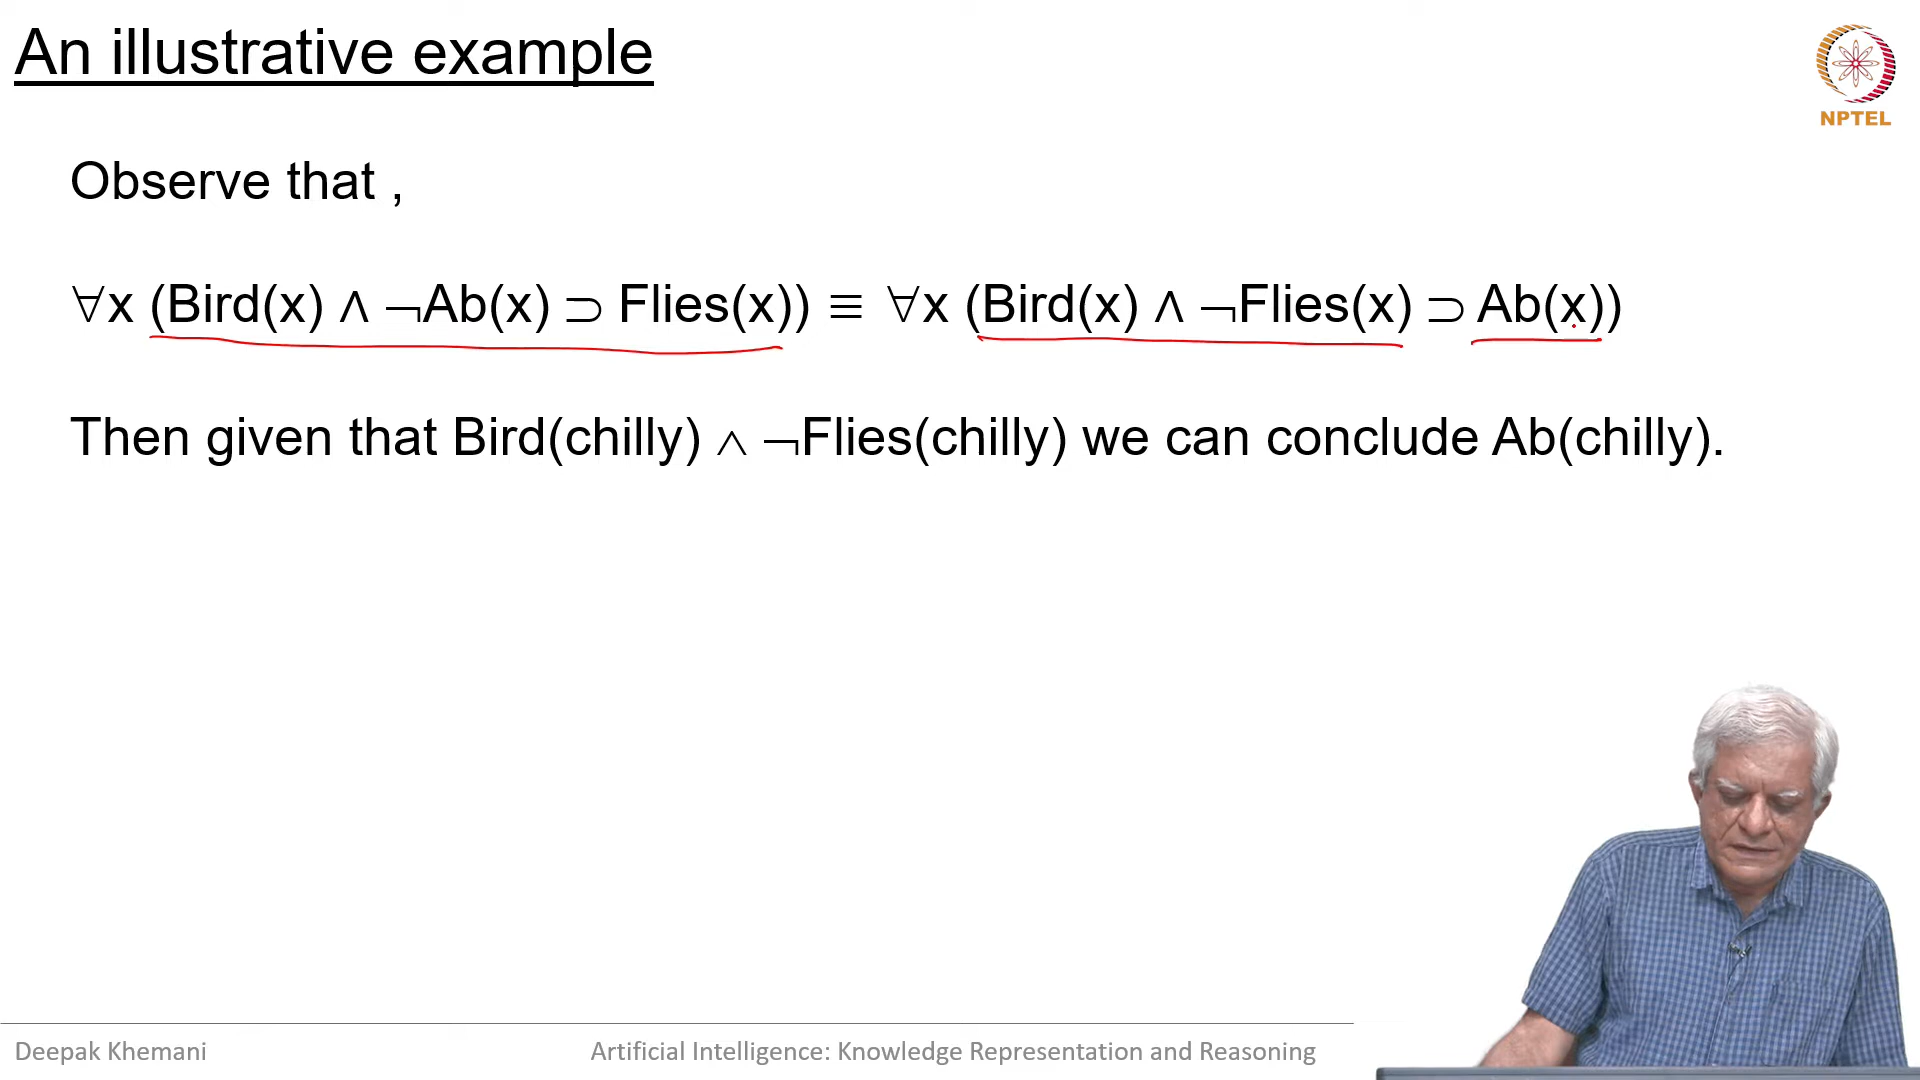 An illustrative example
NPTEL
Observe that ,
∀x (Bird(x) ∧ ¬Ab(x) ⊃ Flies(x)) ≡ ∀x (Bird(x) ∧ ¬Flies(x) ⊃ Ab(x))
Then given that Bird(chilly) ∧ ¬Flies(chilly) we can conclude Ab(chilly).
Deepak Khemani
Artificial Intelligence: Knowledge Representation and Reasoning